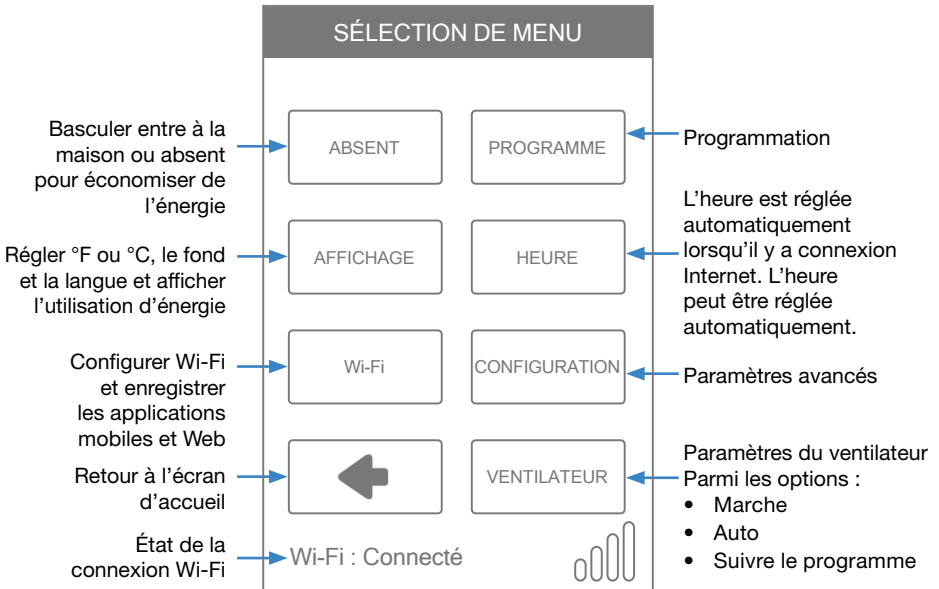 SÉLECTION DE MENU
Basculer entre à la
maison ou absent
pour économiser de
l'énergie
ABSENT
PROGRAMME
Programmation
Régler °F ou °C, le fond
et la langue et afficher
l'utilisation d'énergie
AFFICHAGE
HEURE
L'heure est réglée
automatiquement
lorsqu'il y a connexion
Internet. L'heure
peut être réglée
automatiquement.
Configurer Wi-Fi
et enregistrer
les applications
mobiles et Web
Wi-Fi
CONFIGURATION
Paramètres avancés
Retour à l'écran
d'accueil
VENTILATEUR
Paramètres du ventilateur
Parmi les options :
• Marche
• Auto
• Suivre le programme
État de la
connexion Wi-Fi
Wi-Fi : Connecté